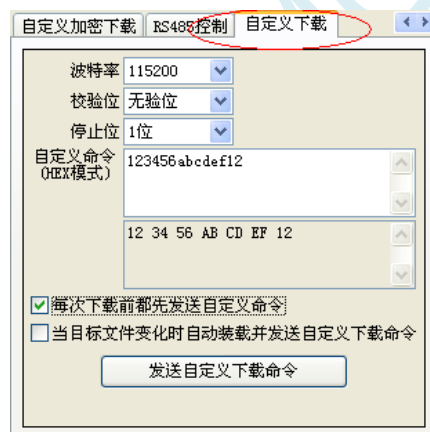 自定义加密下载 RS485控制 自定义下载
波特率 115200
校验位 无验位
停止位 1位
自定义命令
(HEX模式)
123456abcdef12
12 34 56 AB CD EF 12
每次下载前都先发送自定义命令
当目标文件变化时自动装载并发送自定义下载命令
发送自定义下载命令